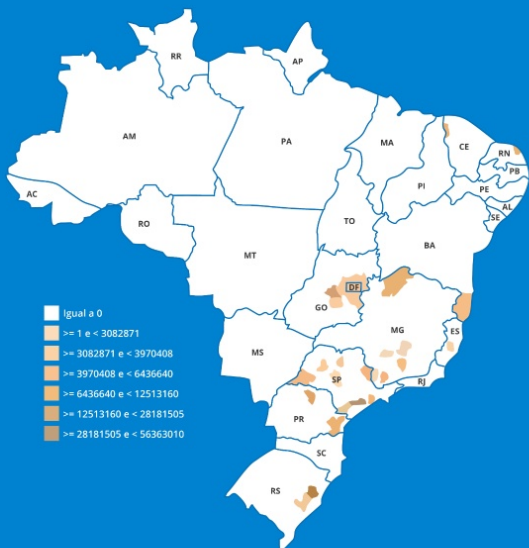 RR
AP
AM
PA
MA
CE
RN
PB
PI
PE
AL
SE
AC
RO
TO
BA
MT
DF
GO
MG
ES
MS
SP
RJ
PR
SC
RS
Igual a 0
>= 1 e < 3082871
>= 3082871 e < 3970408
>= 3970408 e < 6436640
>= 6436640 e < 12513160
>= 12513160 e < 28181505
>= 28181505 e < 56363010